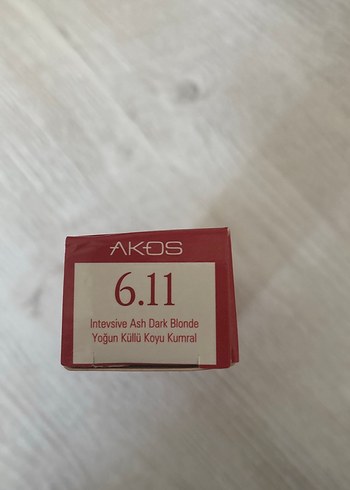 AKOS
6.11
Intevsive Ash Dark Blonde
Yoğun Küllü Koyu Kumral